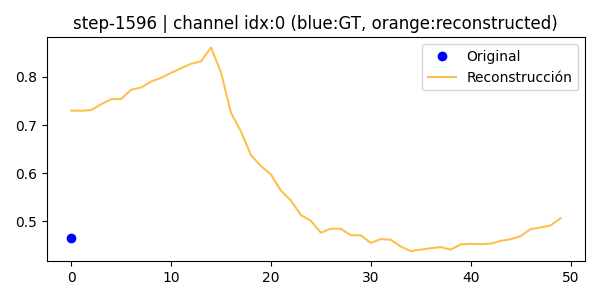 step-1596 | channel idx:0 (blue:GT, orange:reconstructed)
Original
Reconstrucción
0.8
0.7
0.6
0.5
0 10 20 30 40 50